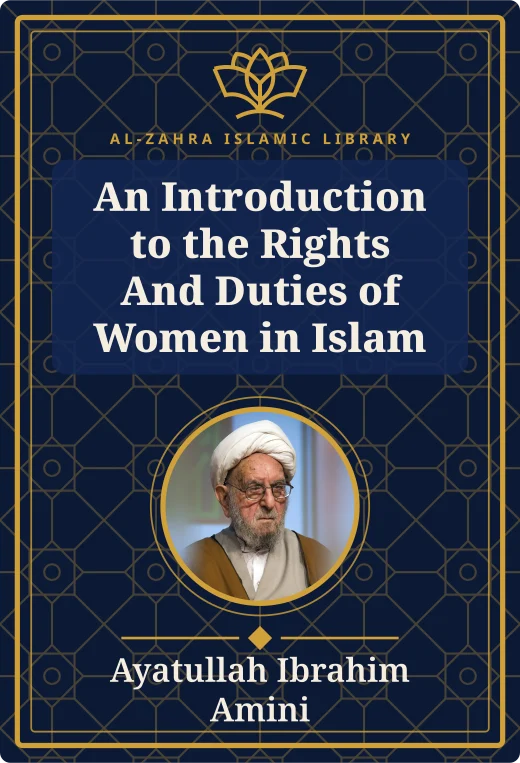 AL-ZAHRA ISLAMIC LIBRARY
An Introduction
to the Rights
And Duties of
Women in Islam
Ayatullah Ibrahim
Amini